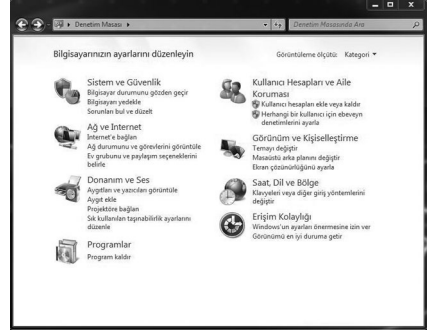 Denetim Masası
Denetim Masasında Ara
Bilgisayarınızın ayarlarını düzenleyin
Görüntüleme ölçütü: Kategori
Sistem ve Güvenlik
Bilgisayar durumunu gözden geçir
Bilgisayarı yedekle
Sorunları bul ve düzelt
Ağ ve Internet
Internet'e bağlan
Ağ durumunu ve görevlerini görüntüle
Ev grubunu ve paylaşım seçeneklerini
belirle
Donanım ve Ses
Aygıtları ve yazıcıları görüntüle
Aygıt ekle
Projektöre bağlan
Sık kullanılan taşınabilirlik ayarlarını
düzenle
Programlar
Program kaldır
Kullanıcı Hesapları ve Aile
Koruması
Kullanıcı hesapları ekle veya kaldır
Herhangi bir kullanıcı için ebeveyn
denetimlerini ayarla
Görünüm ve Kişiselleştirme
Temayı değiştir
Masaüstü arka planını değiştir
Ekran çözünürlüğünü ayarla
Saat, Dil ve Bölge
Klavyeleri veya diğer giriş yöntemlerini
değiştir
Erişim Kolaylığı
Windows'un ayarları önermesine izin ver
Görünümü en iyi duruma getir